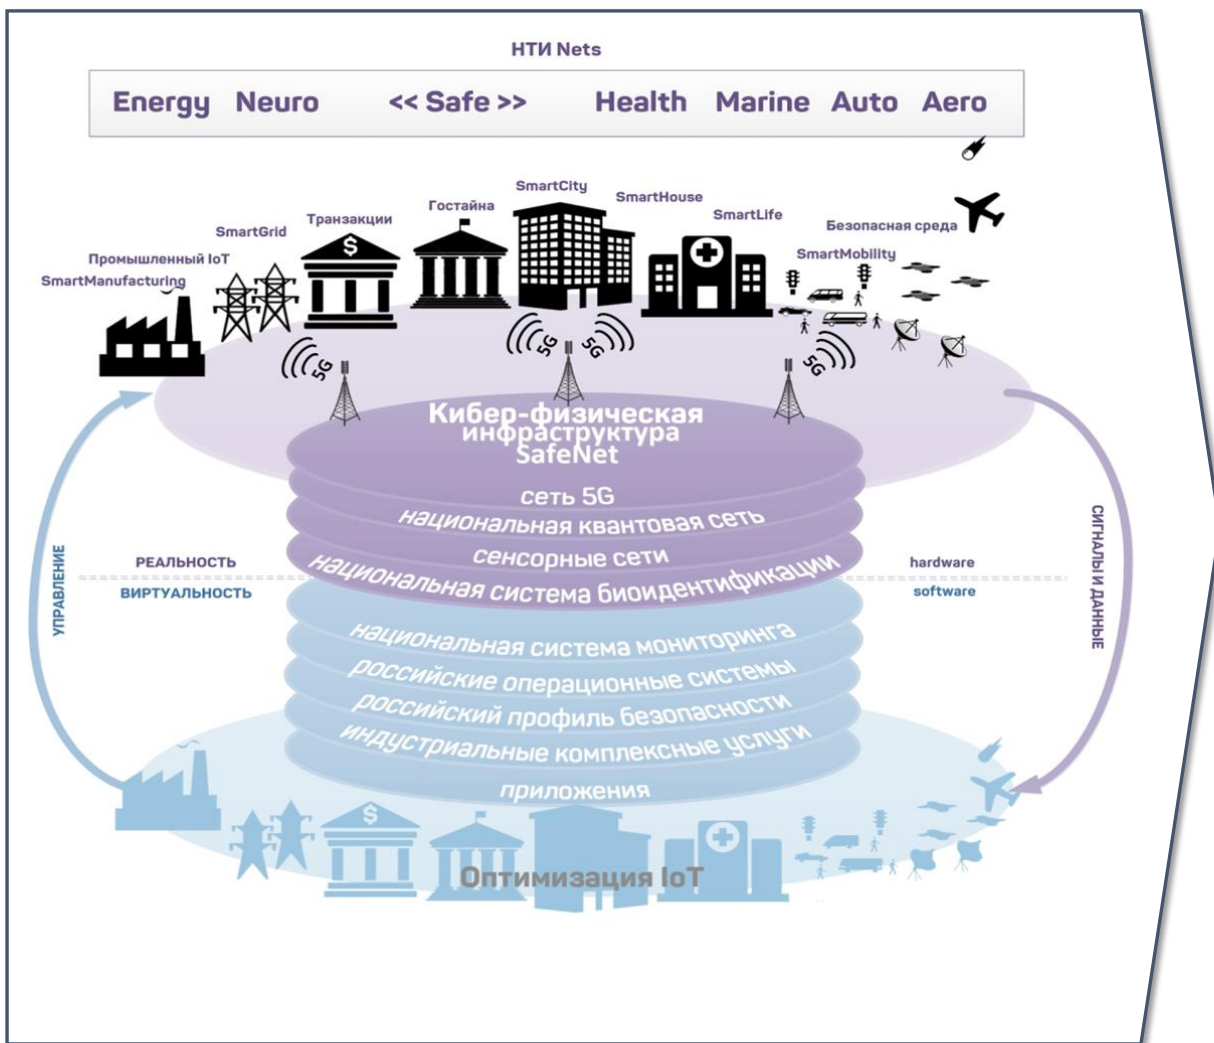 НТИ Nets
Energy Neuro << Safe >> Health Marine Auto Aero
SmartCity
Гостайна
SmartHouse
Транзакции
SmartLife
SmartGrid
Безопасная среда
Промышленный IoT
SmartMobility
SmartManufacturing
$
5G
5G
5G
5G
Кибер-физическая
инфраструктура
SafeNet
сеть 5G
национальная квантовая сеть
сенсорные сети
национальная система биоидентификации
РЕАЛЬНОСТЬ
hardware
ВИРТУАЛЬНОСТЬ
software
УПРАВЛЕНИЕ
СИГНАЛЫ И ДАННЫЕ
национальная система мониторинга
российские операционные системы
российский профиль безопасности
индустриальные комплексные услуги
приложения
$
Оптимизация IoT